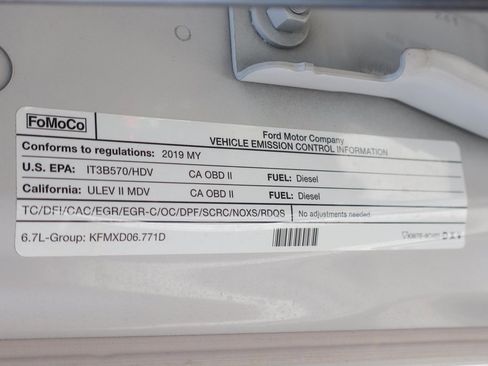 FoMoCo
Ford Motor Company
VEHICLE EMISSION CONTROL INFORMATION
Conforms to regulations: 2019 MY
U.S. EPA: IT3B570/HDV CA OBD II FUEL: Diesel
California: ULEV II MDV CA OBD II FUEL: Diesel
TC/DFI/CAC/EGR/EGR-C/OC/DPF/SCRC/NOXS/RDQS No adjustments needed.
6.7L-Group: KFMXD06.771D